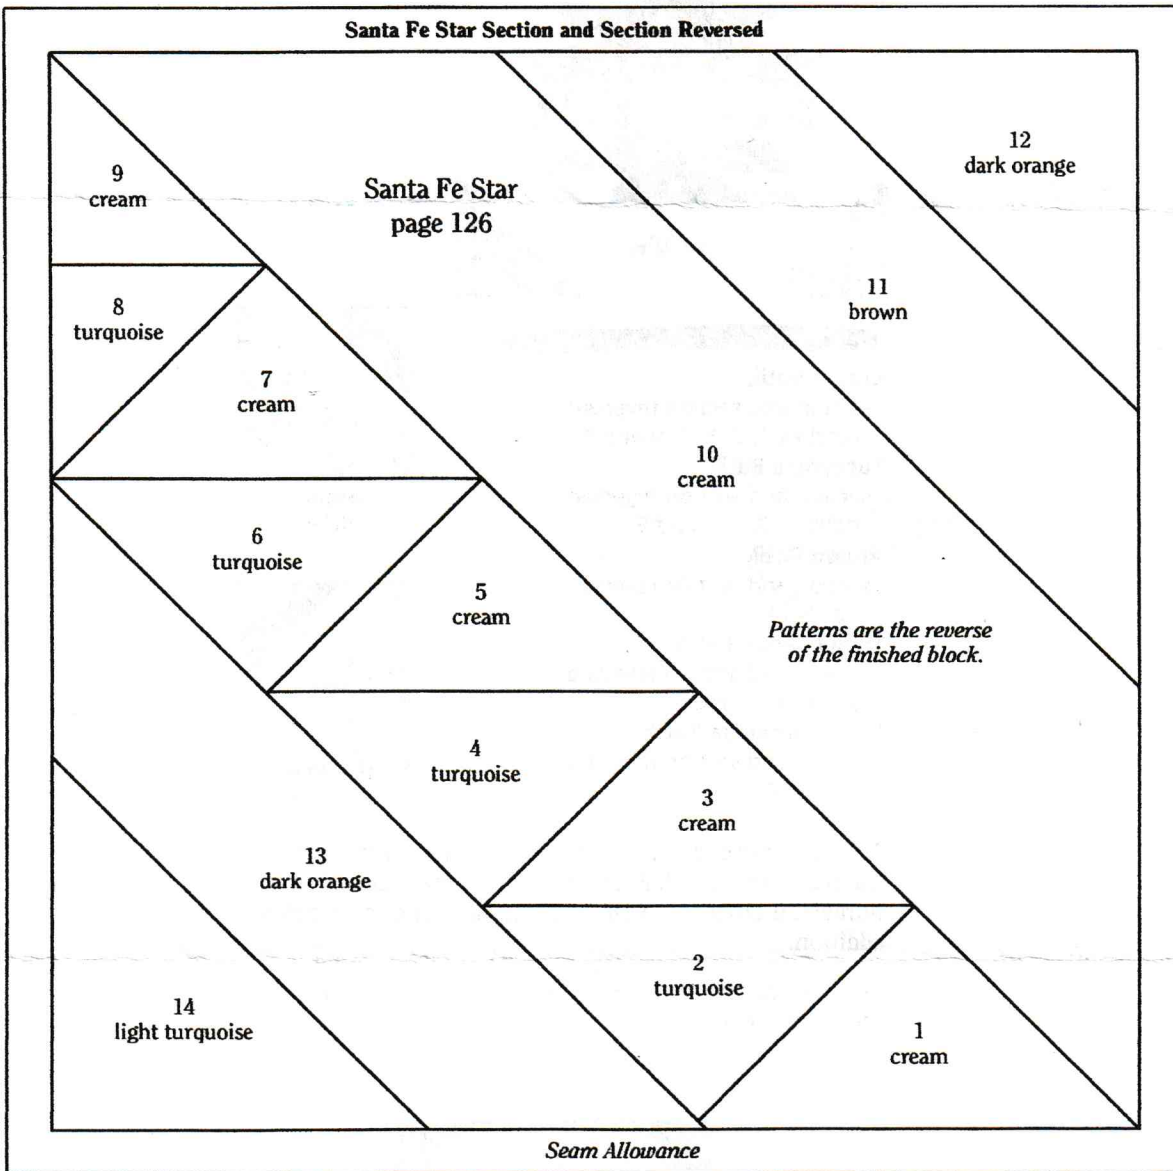 Santa Fe Star Section and Section Reversed
12
dark orange
9
cream
Santa Fe Star
page 126
11
brown
8
turquoise
7
cream
10
cream
6
turquoise
5
cream
Patterns are the reverse
of the finished block.
4
turquoise
3
cream
13
dark orange
2
turquoise
14
light turquoise
1
cream
Seam Allowance